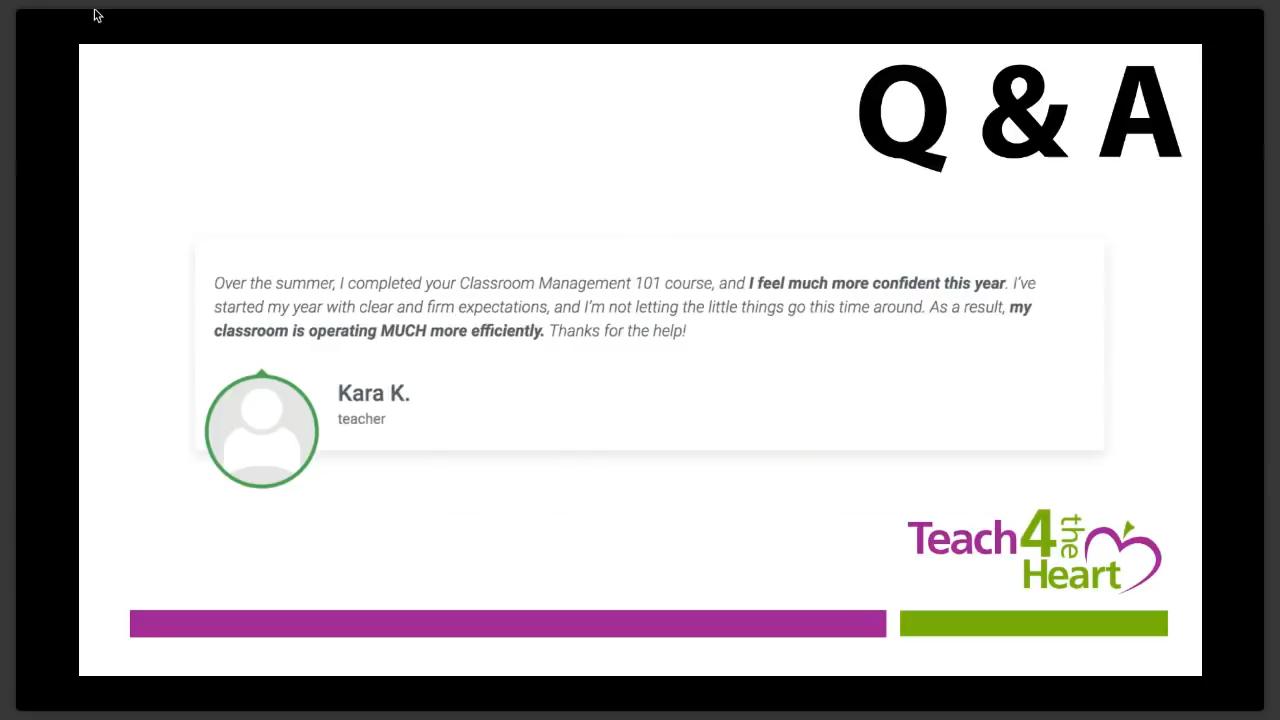 Q & A
Over the summer, I completed your Classroom Management 101 course, and I feel much more confident this year. I've
started my year with clear and firm expectations, and I'm not letting the little things go this time around. As a result, my
classroom is operating MUCH more efficiently. Thanks for the help!
Kara K.
teacher
Teach4the
Heart